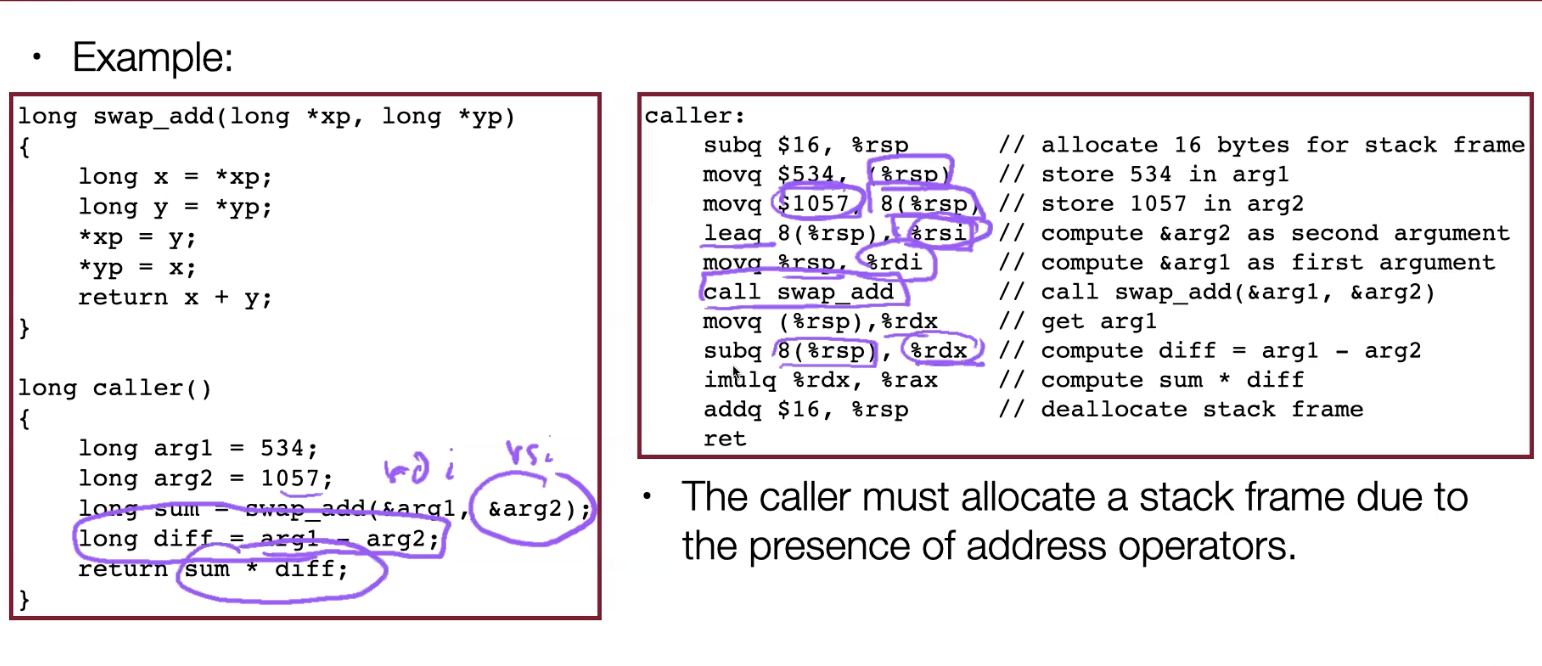 • Example:
long swap_add(long *xp, long *yp)
{
    long x = *xp;
    long y = *yp;
    *xp = y;
    *yp = x;
    return x + y;
}
long caller()
{
    long arg1 = 534;
    long arg2 = 1057;
rdi rsi
    long sum = swap_add(&arg1, &arg2);
    long diff = arg1 - arg2;
    return sum * diff;
}
caller:
    subq $16, %rsp // allocate 16 bytes for stack frame
    movq $534, (%rsp) // store 534 in arg1
    movq $1057, 8(%rsp) // store 1057 in arg2
    leaq 8(%rsp), %rsi // compute &arg2 as second argument
    movq %rsp, %rdi // compute &arg1 as first argument
    call swap_add // call swap_add(&arg1, &arg2)
    movq (%rsp),%rdx // get arg1
    subq 8(%rsp), %rdx // compute diff = arg1 - arg2
    imulq %rdx, %rax // compute sum * diff
    addq $16, %rsp // deallocate stack frame
    ret
• The caller must allocate a stack frame due to
the presence of address operators.